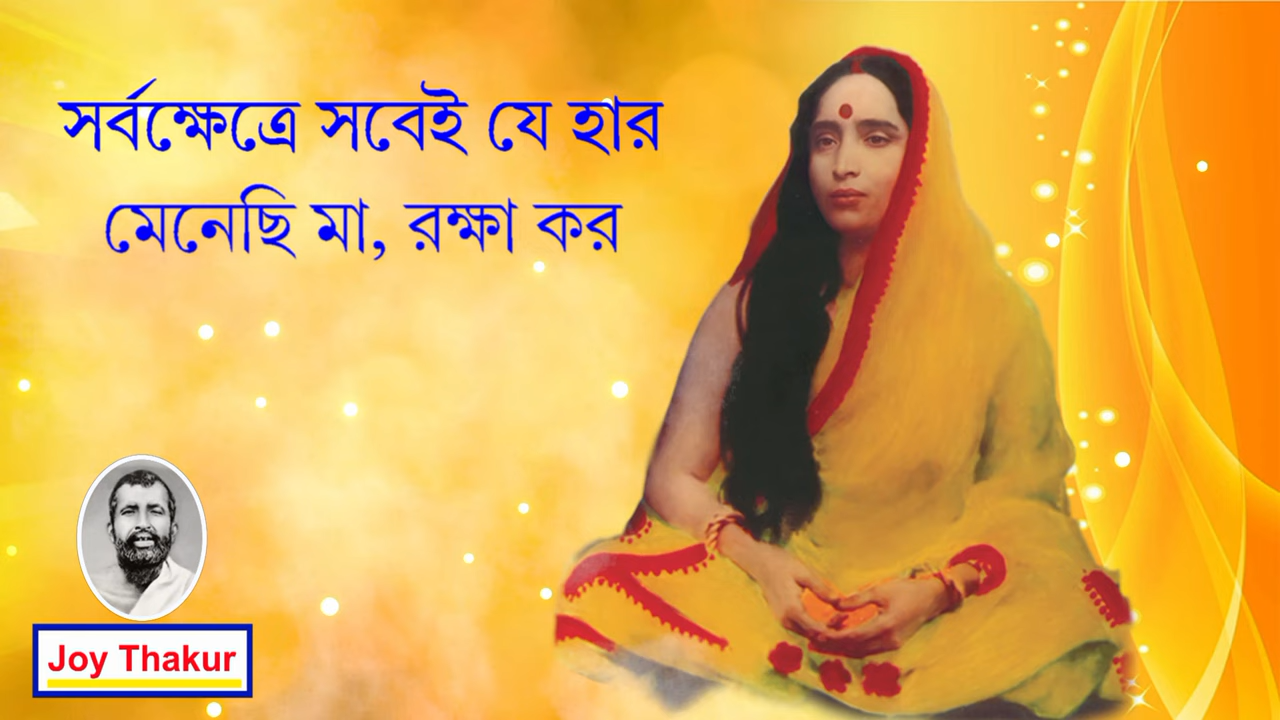 সর্বক্ষেত্রে সবেই যে হার
মেনেছি মা, রক্ষা কর
Joy Thakur